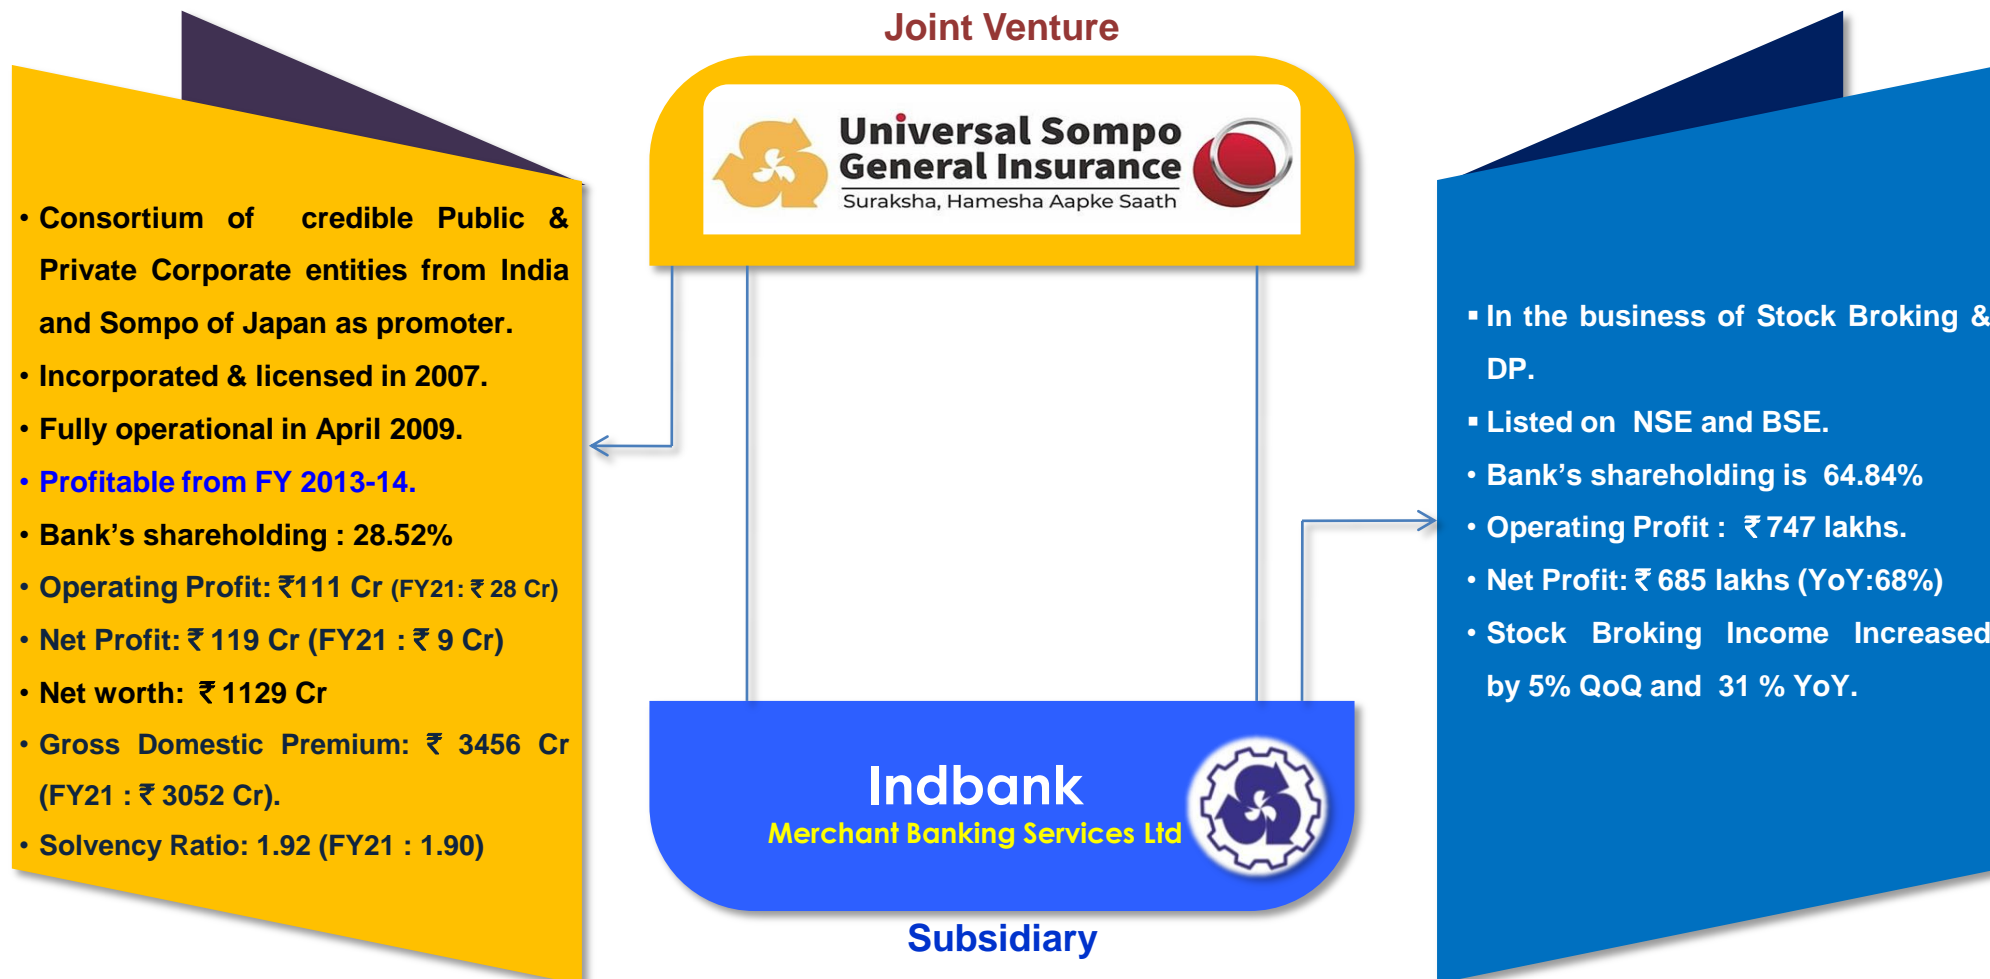 Joint Venture
Universal Sompo
General Insurance
Suraksha, Hamesha Aapke Saath
• Consortium of credible Public &
Private Corporate entities from India
and Sompo of Japan as promoter.
• Incorporated & licensed in 2007.
• Fully operational in April 2009.
• Profitable from FY 2013-14.
• Bank’s shareholding : 28.52%
• Operating Profit: ₹111 Cr (FY21: ₹ 28 Cr)
• Net Profit: ₹ 119 Cr (FY21 : ₹ 9 Cr)
• Net worth: ₹ 1129 Cr
• Gross Domestic Premium: ₹ 3456 Cr
(FY21 : ₹ 3052 Cr).
• Solvency Ratio: 1.92 (FY21 : 1.90)
▪ In the business of Stock Broking &
DP.
▪ Listed on NSE and BSE.
• Bank’s shareholding is 64.84%
• Operating Profit : ₹ 747 lakhs.
• Net Profit: ₹ 685 lakhs (YoY:68%)
• Stock Broking Income Increased
by 5% QoQ and 31 % YoY.
Indbank
Merchant Banking Services Ltd
Subsidiary